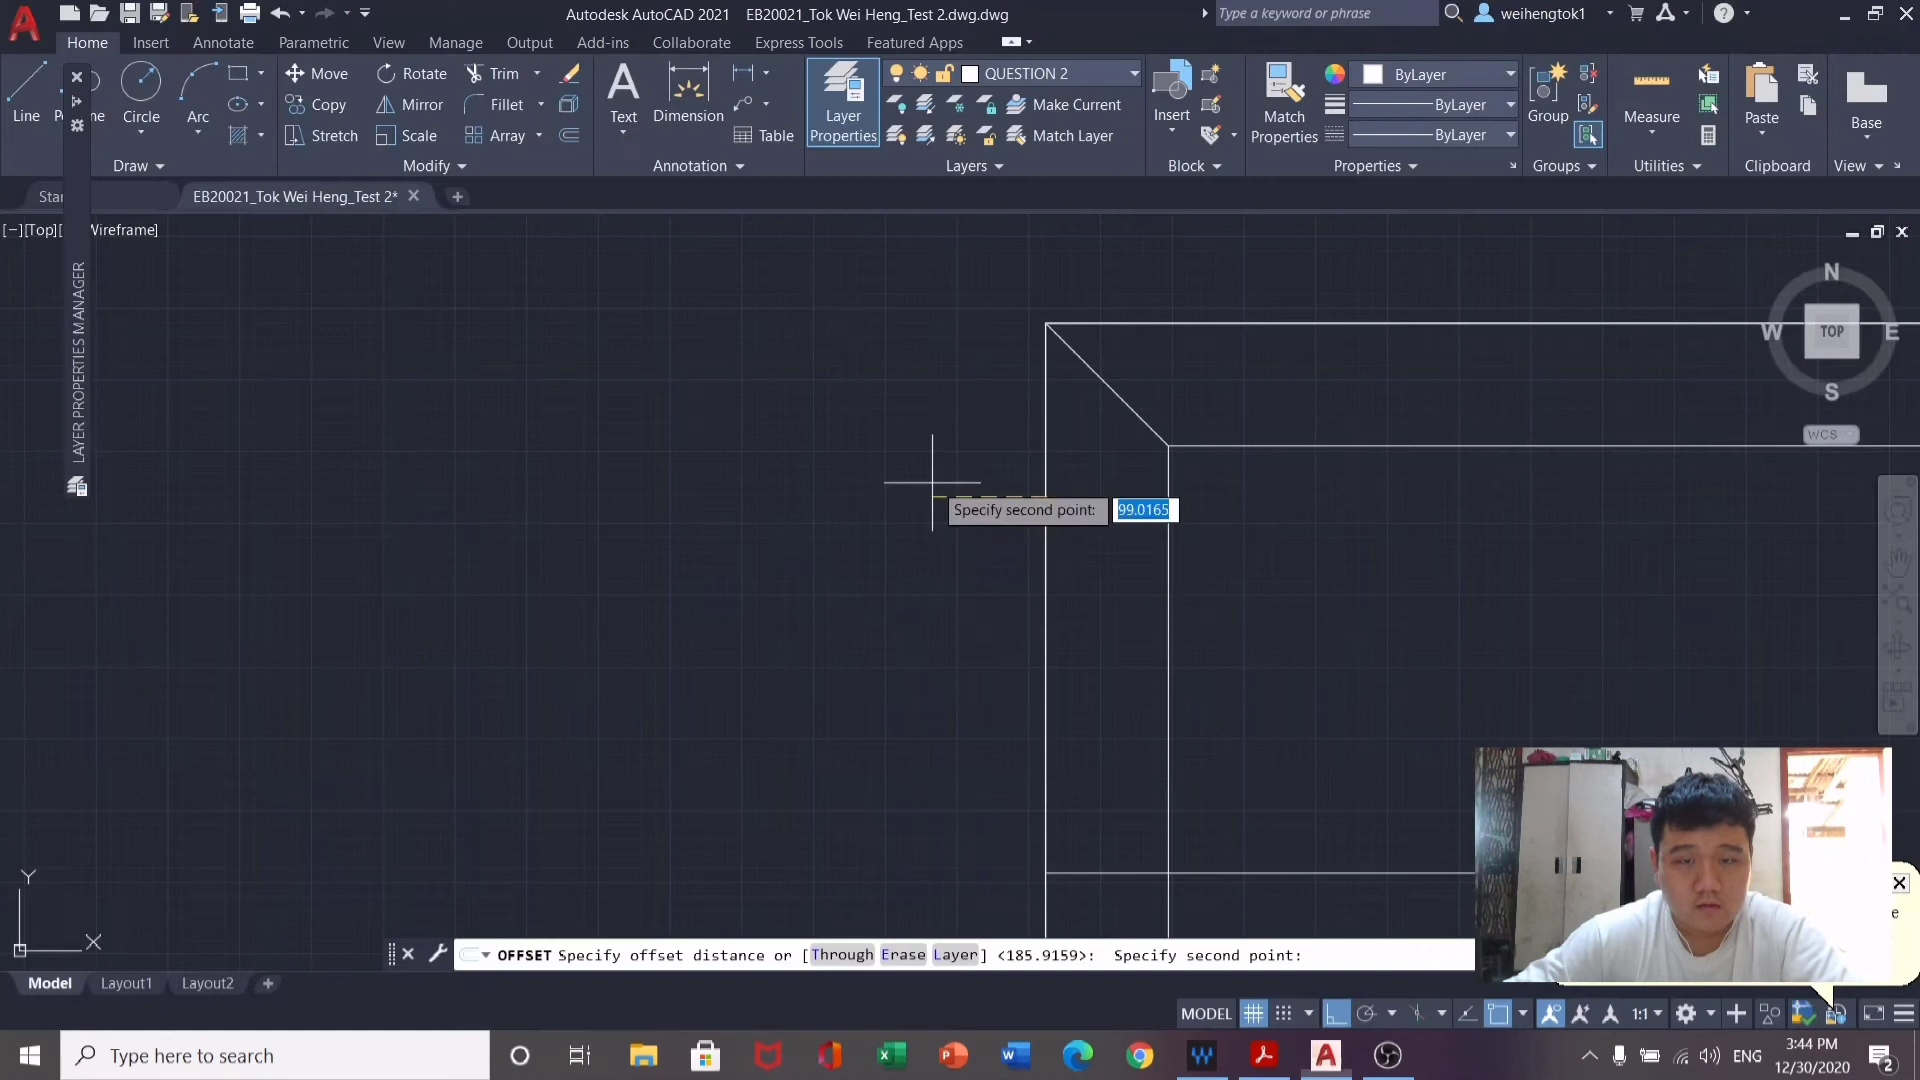 Autodesk AutoCAD 2021 EB20021_Tok Wei Heng_Test 2.dwg.dwg
Type a keyword or phrase
weihengtok1
Home Insert Annotate Parametric View Manage Output Add-ins Collaborate Express Tools Featured Apps
Line
Circle
Arc
Move Rotate Trim
Copy Mirror Fillet
Stretch Scale Array
Text
Dimension
Table
Layer
Properties
QUESTION 2
Make Current
Match Layer
Insert
Match
Properties
ByLayer
ByLayer
ByLayer
Group
Measure
Paste
Base
Draw Modify Annotation Layers Block Properties Groups Utilities Clipboard View
EB20021_Tok Wei Heng_Test 2*
[−][Top][ Wireframe]
LAYER PROPERTIES MANAGER
N
W TOP E
S
WCS
Specify second point: 99.0165
Y
X
OFFSET Specify offset distance or [Through Erase Layer] <185.9159>: Specify second point:
Model Layout1 Layout2
MODEL 1:1
Type here to search
ENG
3:44 PM
12/30/2020
2